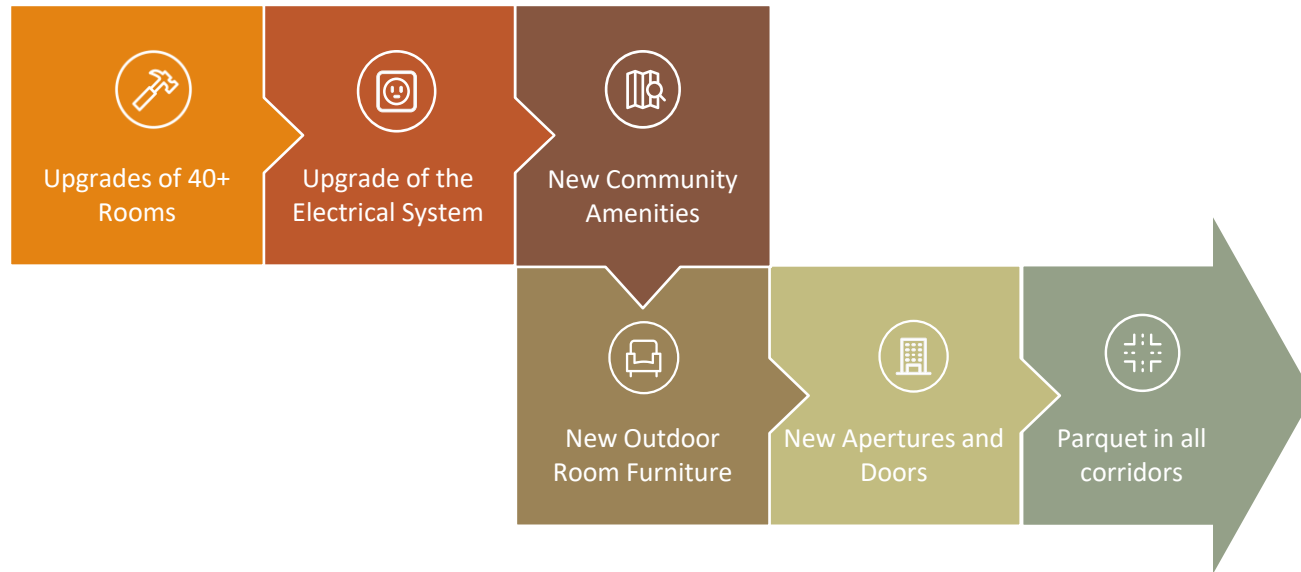 Upgrades of 40+
Rooms
Upgrade of the
Electrical System
New Community
Amenities
New Outdoor
Room Furniture
New Apertures and
Doors
Parquet in all
corridors